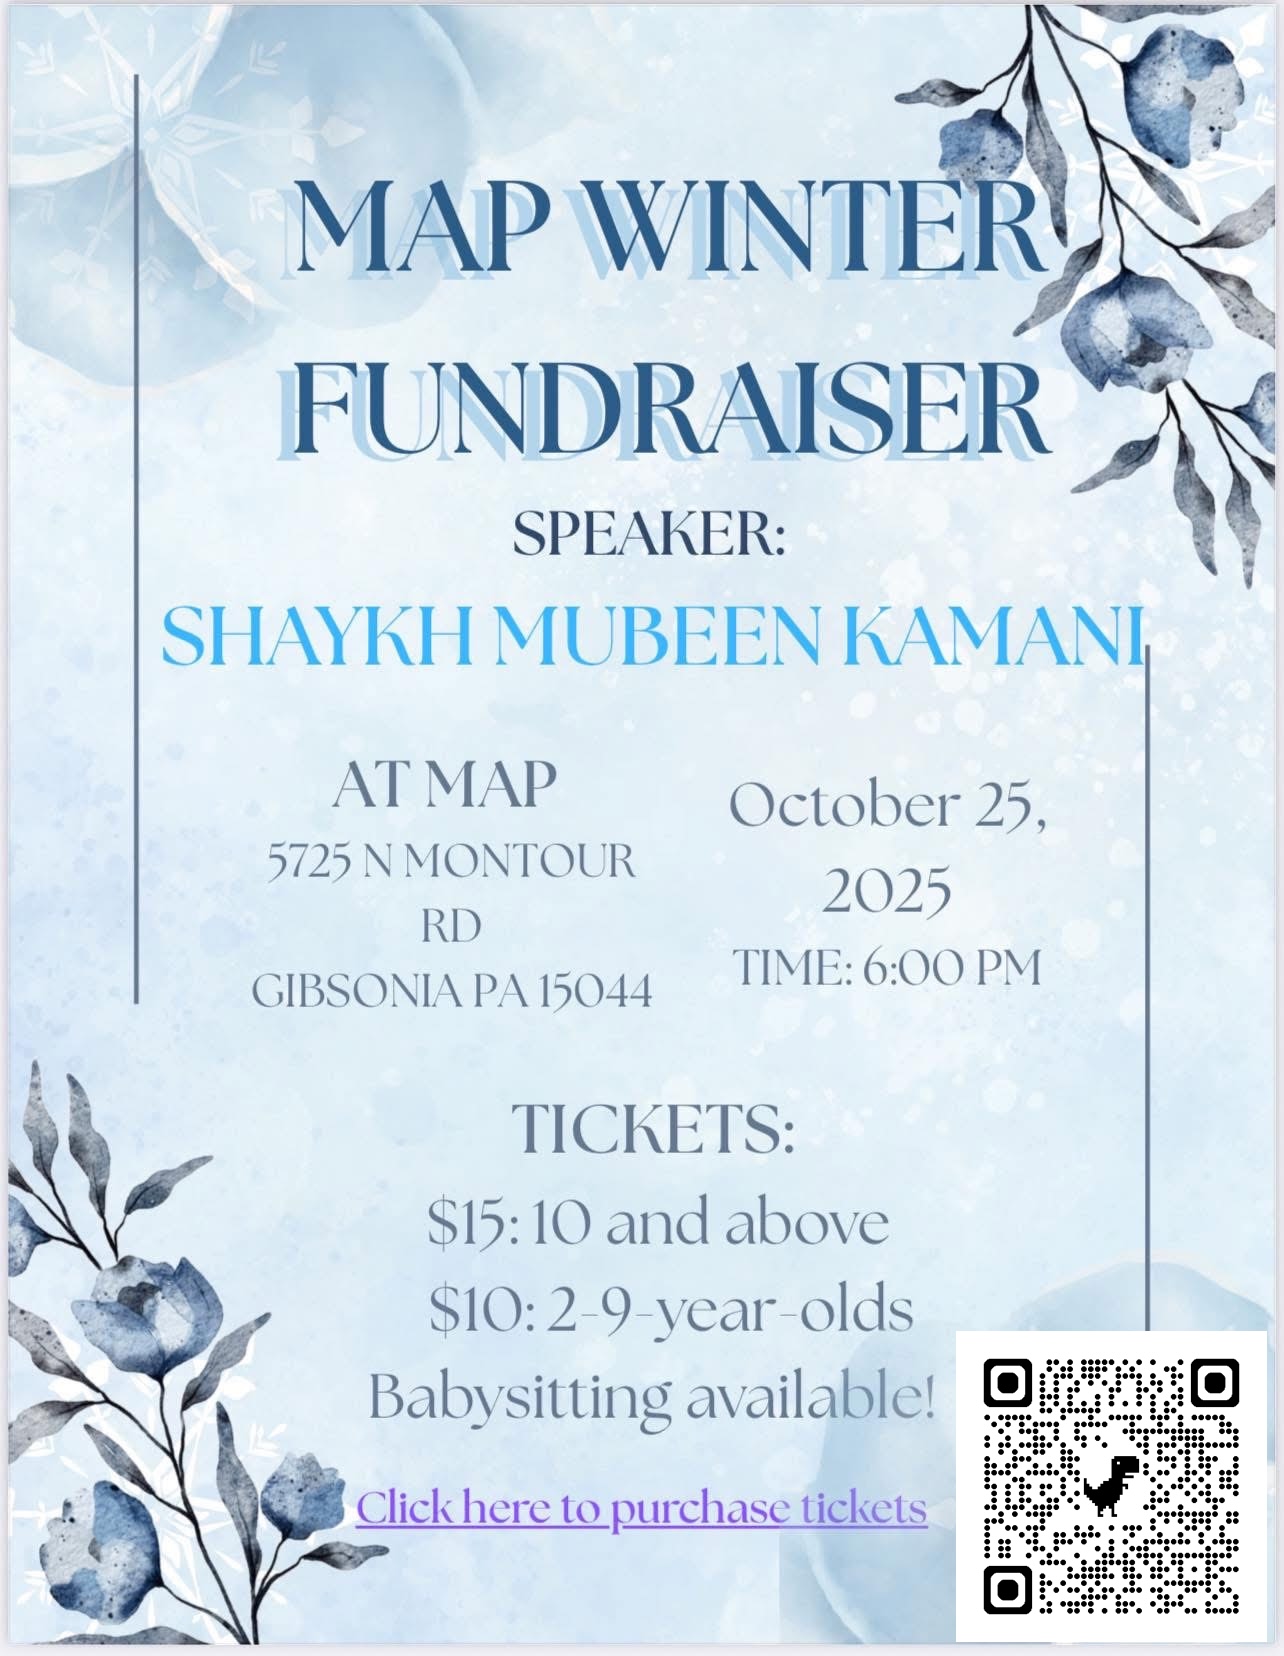 MAP WINTER
FUNDRAISER
SPEAKER:
SHAYKH MUBEEN KAMANI
AT MAP
5725 N MONTOUR
RD
GIBSONIA PA 15044
October 25,
2025
TIME: 6:00 PM
TICKETS:
$15: 10 and above
$10: 2-9-year-olds
Babysitting available!
Click here to purchase tickets